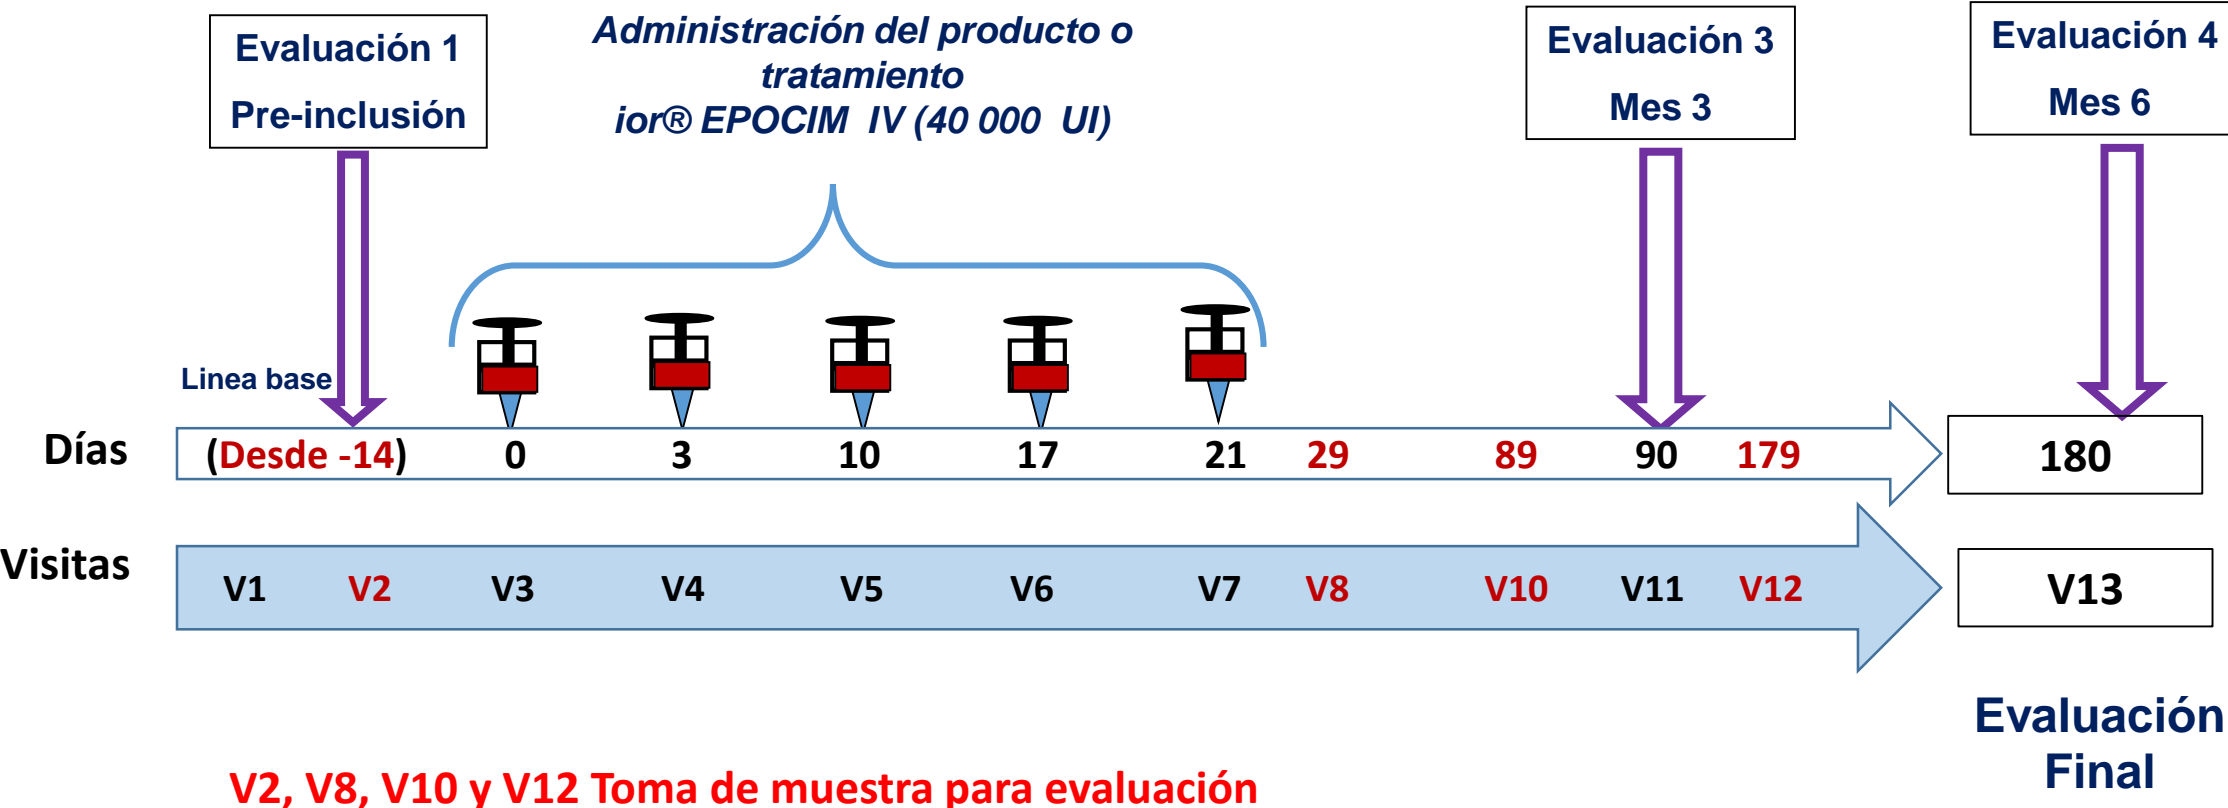 Evaluación 1
Pre-inclusión
Administración del producto o
tratamiento
ior® EPOCIM IV (40 000 UI)
Evaluación 3
Mes 3
Evaluación 4
Mes 6
Linea base
Días (Desde -14) 0 3 10 17 21 29 89 90 179 180
Visitas V1 V2 V3 V4 V5 V6 V7 V8 V10 V11 V12 V13
Evaluación
Final
V2, V8, V10 y V12 Toma de muestra para evaluación